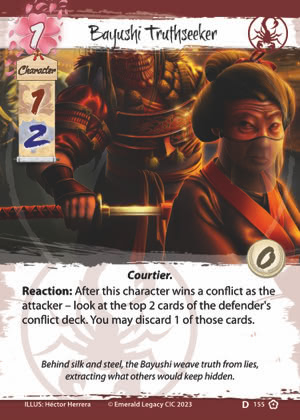 1
Bayushi Truthseeker
Character
1
2
0
Courtier.
Reaction: After this character wins a conflict as the
attacker – look at the top 2 cards of the defender's
conflict deck. You may discard 1 of those cards.
Behind silk and steel, the Bayushi weave truth from lies,
extracting what others would keep hidden.
ILLUS: Héctor Herrera © Emerald Legacy CIC 2023 D 155